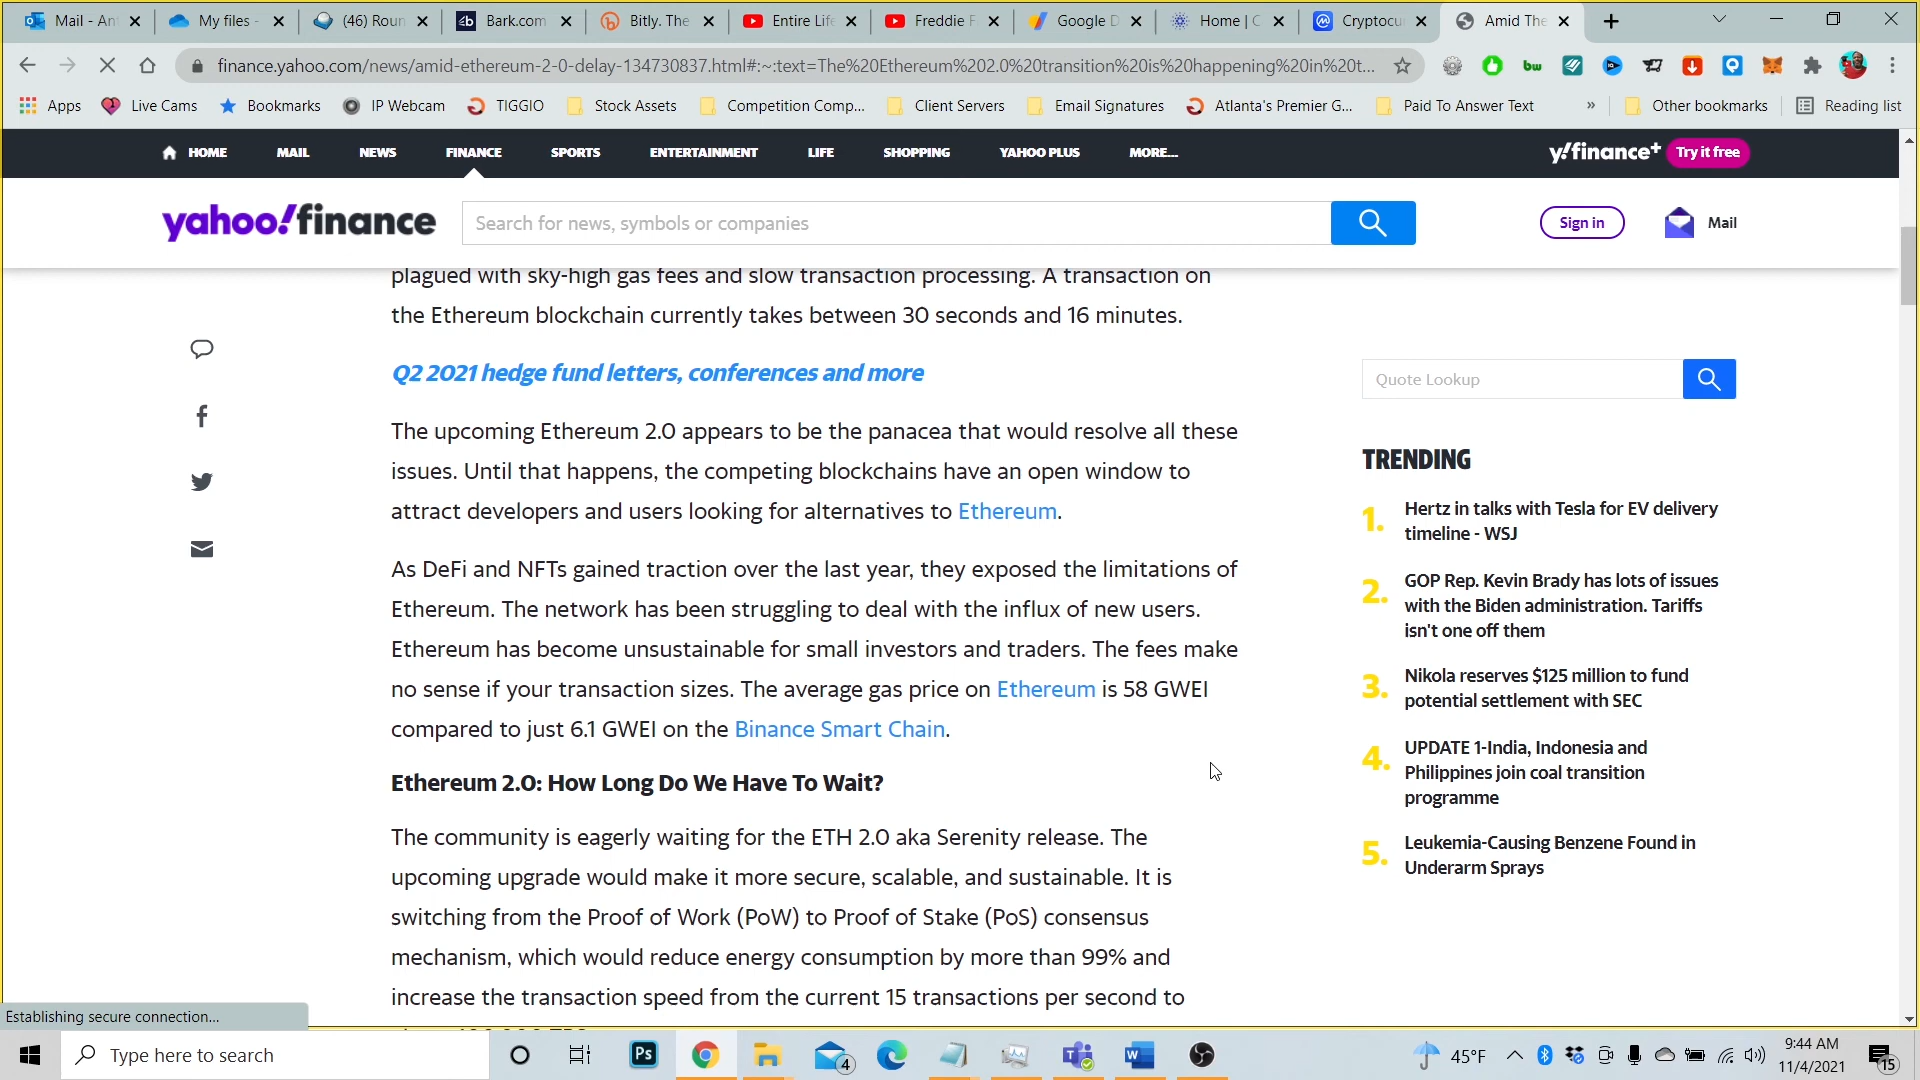 Mail - An
My files -
(46) Roun
Bark.com
Bitly. The
Entire Life
Freddie F
Google D
Home | C
Cryptocu
Amid The
finance.yahoo.com/news/amid-ethereum-2-0-delay-134730837.html#:~:text=The%20Ethereum%202.0%20transition%20is%20happening%20in%20t...
Apps
Live Cams
Bookmarks
IP Webcam
TIGGIO
Stock Assets
Competition Comp...
Client Servers
Email Signatures
Atlanta's Premier G...
Paid To Answer Text
»
Other bookmarks
Reading list
HOME
MAIL
NEWS
FINANCE
SPORTS
ENTERTAINMENT
LIFE
SHOPPING
YAHOO PLUS
MORE...
y!finance+
Try it free
yahoo!finance
Search for news, symbols or companies
Sign in
Mail
plagued with sky-high gas fees and slow transaction processing. A transaction on
the Ethereum blockchain currently takes between 30 seconds and 16 minutes.
Q2 2021 hedge fund letters, conferences and more
The upcoming Ethereum 2.0 appears to be the panacea that would resolve all these
issues. Until that happens, the competing blockchains have an open window to
attract developers and users looking for alternatives to Ethereum.
As DeFi and NFTs gained traction over the last year, they exposed the limitations of
Ethereum. The network has been struggling to deal with the influx of new users.
Ethereum has become unsustainable for small investors and traders. The fees make
no sense if your transaction sizes. The average gas price on Ethereum is 58 GWEI
compared to just 6.1 GWEI on the Binance Smart Chain.
Ethereum 2.0: How Long Do We Have To Wait?
The community is eagerly waiting for the ETH 2.0 aka Serenity release. The
upcoming upgrade would make it more secure, scalable, and sustainable. It is
switching from the Proof of Work (PoW) to Proof of Stake (PoS) consensus
mechanism, which would reduce energy consumption by more than 99% and
increase the transaction speed from the current 15 transactions per second to
Quote Lookup
TRENDING
1. Hertz in talks with Tesla for EV delivery
timeline - WSJ
2. GOP Rep. Kevin Brady has lots of issues
with the Biden administration. Tariffs
isn't one off them
3. Nikola reserves $125 million to fund
potential settlement with SEC
4. UPDATE 1-India, Indonesia and
Philippines join coal transition
programme
5. Leukemia-Causing Benzene Found in
Underarm Sprays
Establishing secure connection...
Type here to search
Ps
4
45°F
9:44 AM
11/4/2021
15